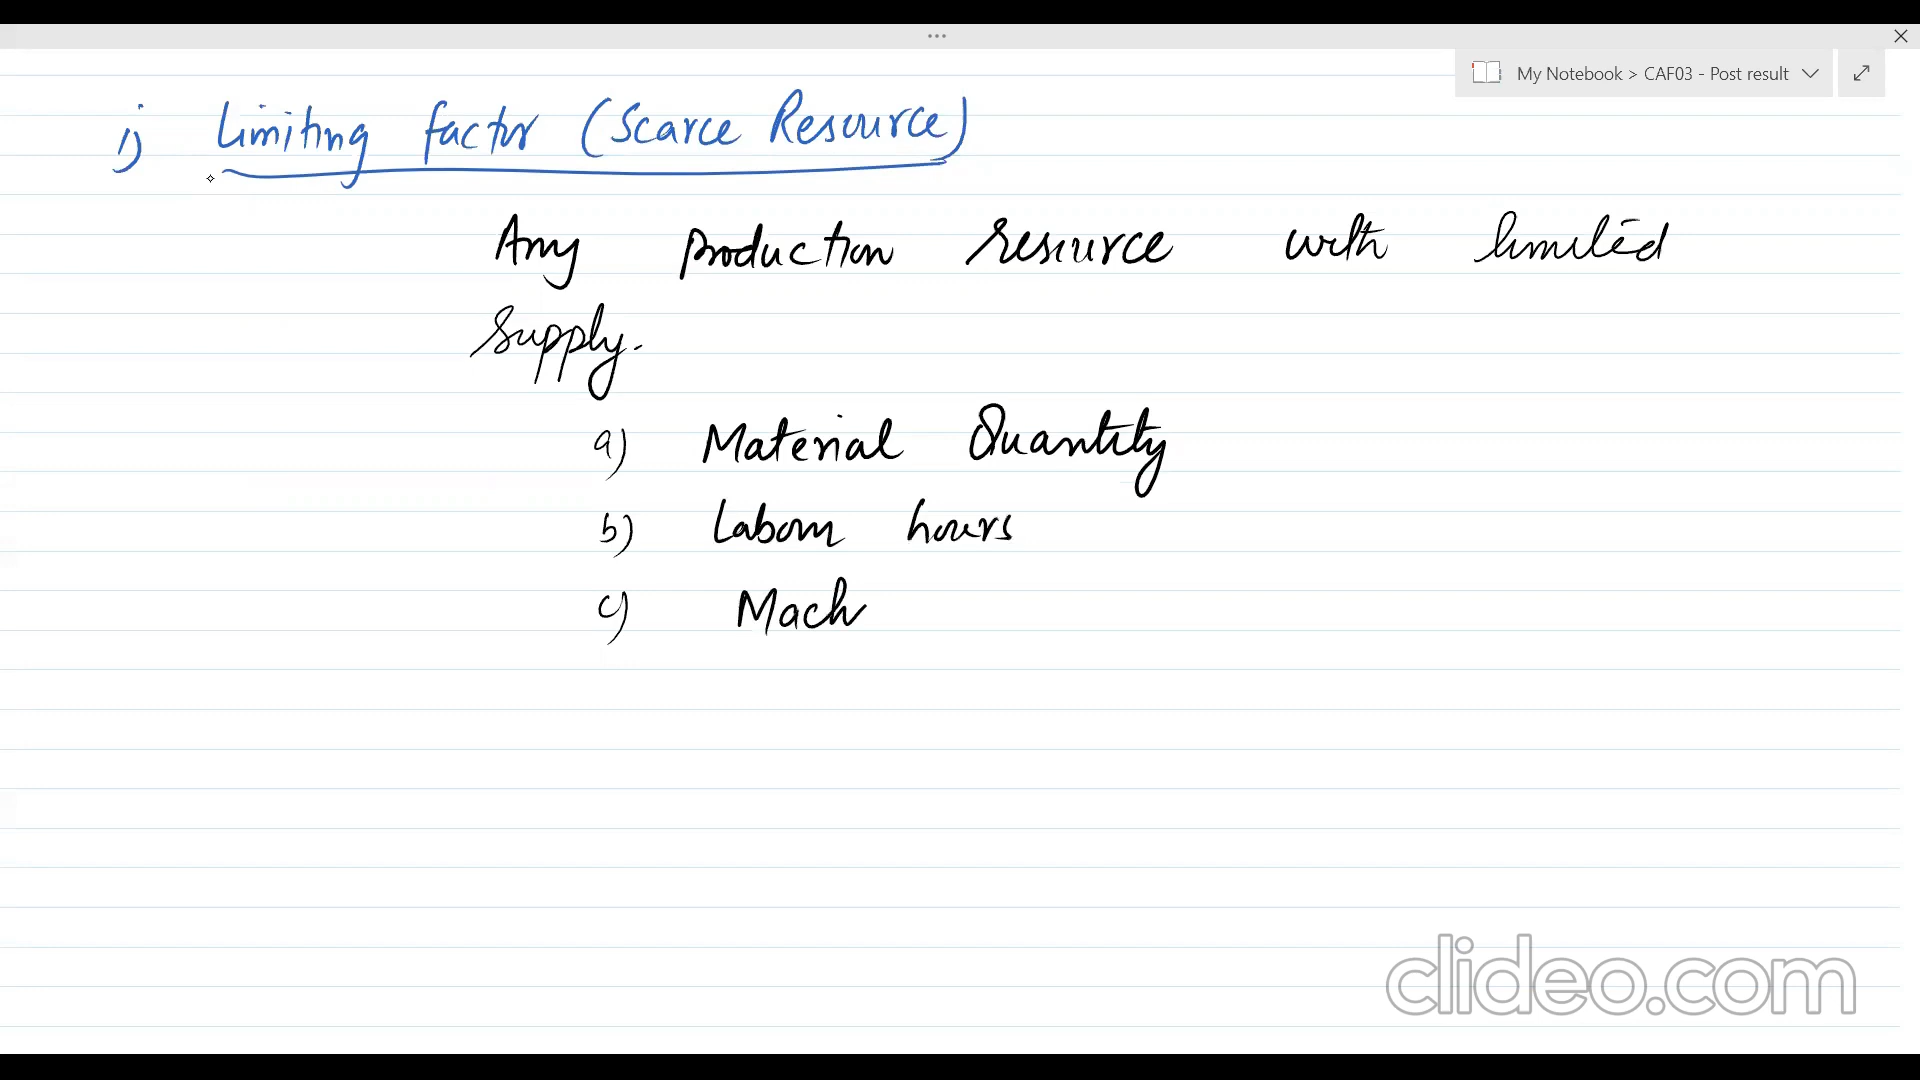 ...
My Notebook > CAF03 - Post result
1) Limiting factor (Scarce Resource)
Any production resource with limited
supply.
a) Material Quantity
b) Labour hours
c) Mach
clideo.com